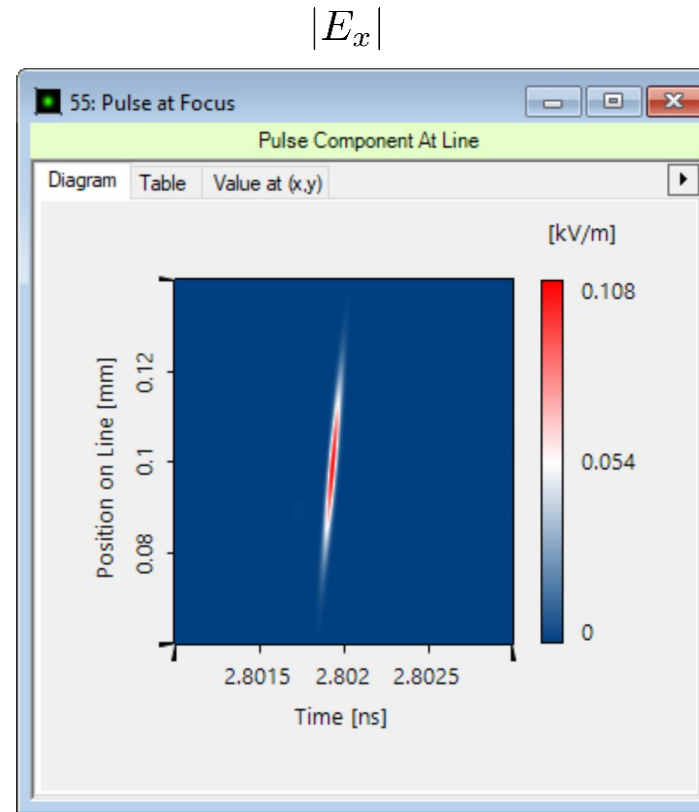 |E_x|
55: Pulse at Focus
Pulse Component At Line
Diagram Table Value at (x,y)
[kV/m]
0.108
0.054
0
Position on Line [mm]
0.12
0.1
0.08
2.8015 2.802 2.8025
Time [ns]